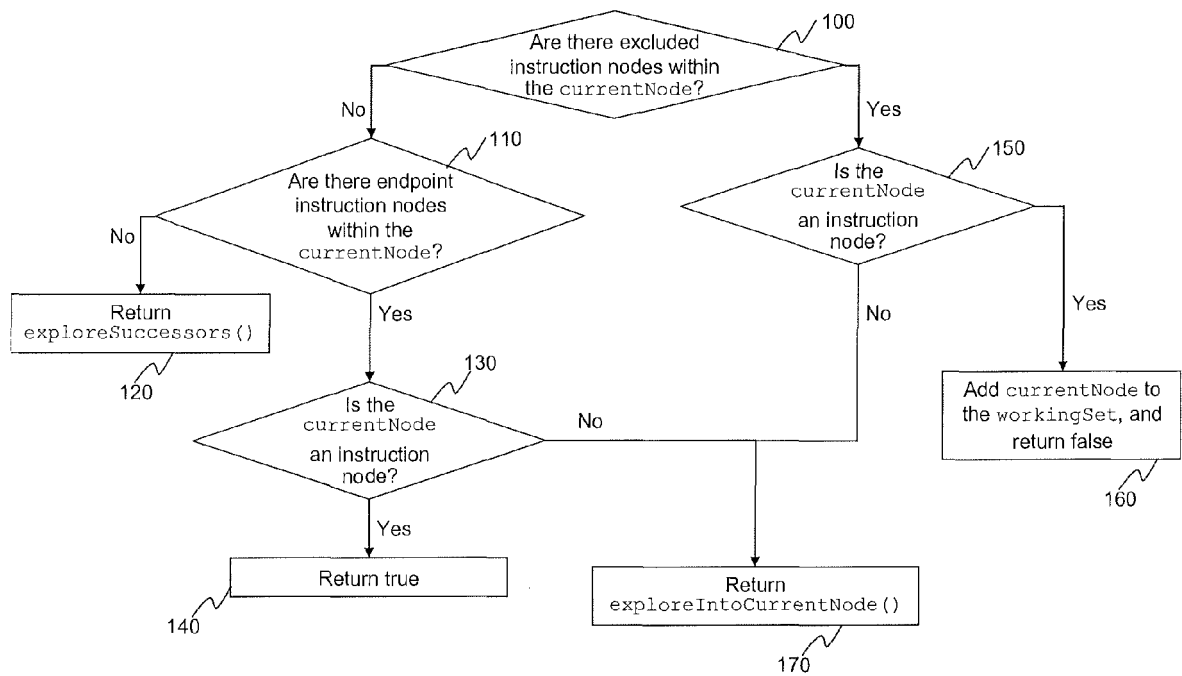 100
Are there excluded
instruction nodes within
the currentNode?
No
Yes
110
Are there endpoint
instruction nodes
within the
currentNode?
150
Is the
currentNode
an instruction
node?
No
Return
exploreSuccessors()
120
Yes
No
Yes
130
Is the
currentNode
an instruction
node?
No
Add currentNode to
the workingSet, and
return false
160
Yes
Return true
140
Return
exploreIntoCurrentNode()
170